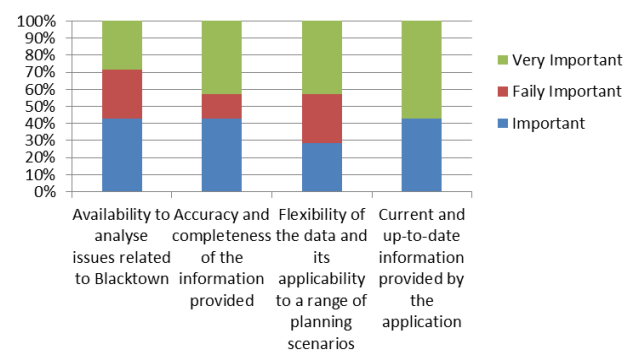 100%
90%
80%
70%
60%
50%
40%
30%
20%
10%
0%
Very Important
Faily Important
Important
Availability to
analyse
issues related
to Blacktown
Accuracy and
completeness
of the
information
provided
Flexibility of
the data and
its
applicability
to a range of
planning
scenarios
Current and
up-to-date
information
provided by
the
application